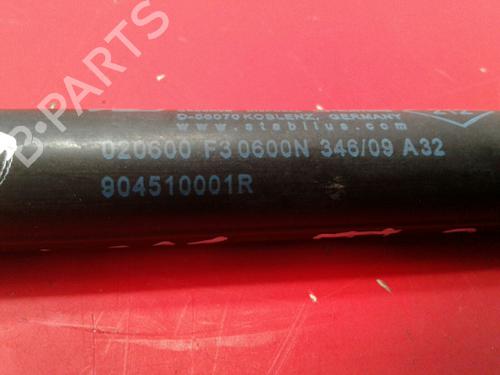 B-PARTS
D-56070 KOBLENZ, GERMANY
www.stabilus.com
020600 F3 0600N 346/09 A32
904510001R